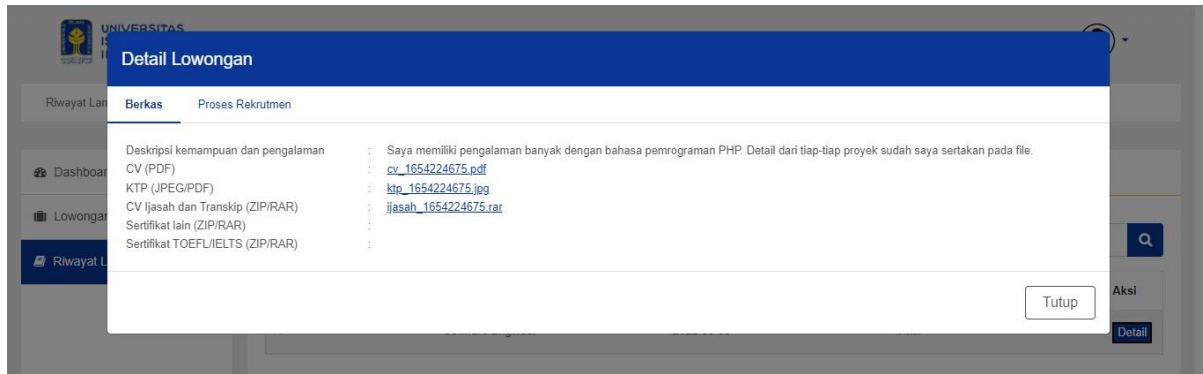 UNIVERSITAS
Detail Lowongan
Riwayat Lam
Berkas Proses Rekrutmen
Deskripsi kemampuan dan pengalaman : Saya memiliki pengalaman banyak dengan bahasa pemrograman PHP. Detail dari tiap-tiap proyek sudah saya sertakan pada file.
CV (PDF) : cv_1654224675.pdf
KTP (JPEG/PDF) : ktp_1654224675.jpg
CV Ijasah dan Transkip (ZIP/RAR) : ijasah_1654224675.rar
Sertifikat lain (ZIP/RAR) :
Sertifikat TOEFL/IELTS (ZIP/RAR) :
Dashboar
Lowongan
Riwayat L
Tutup
Aksi
Detail